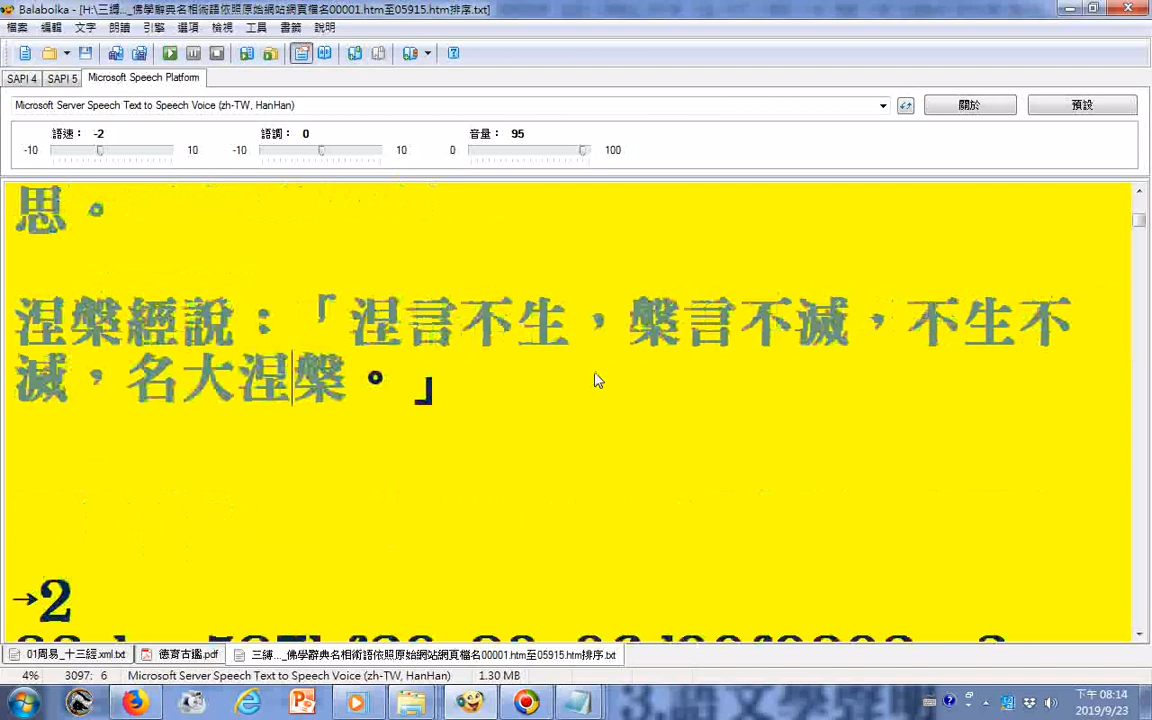 Balabolka - [H:\三縛..._佛學辭典名相術語依照原始網站網頁檔名00001.htm至05915.htm排序.txt]
檔案 編輯 文字 朗讀 引擎 選項 檢視 工具 書籤 說明
SAPI 4 SAPI 5 Microsoft Speech Platform
Microsoft Server Speech Text to Speech Voice (zh-TW, HanHan) 關於 預設
語速： -2 語調： 0 音量： 95
-10 10 -10 10 0 100
思。
涅槃經說：「涅言不生，槃言不滅，不生不
滅，名大涅槃。」
→2
01周易_十三經.xml.txt 德育古鑑.pdf 三縛..._佛學辭典名相術語依照原始網站網頁檔名00001.htm至05915.htm排序.txt
4% 3097: 6 Microsoft Server Speech Text to Speech Voice (zh-TW, HanHan) 1.30 MB
3.語文學聲明
下午 08:14
2019/9/23